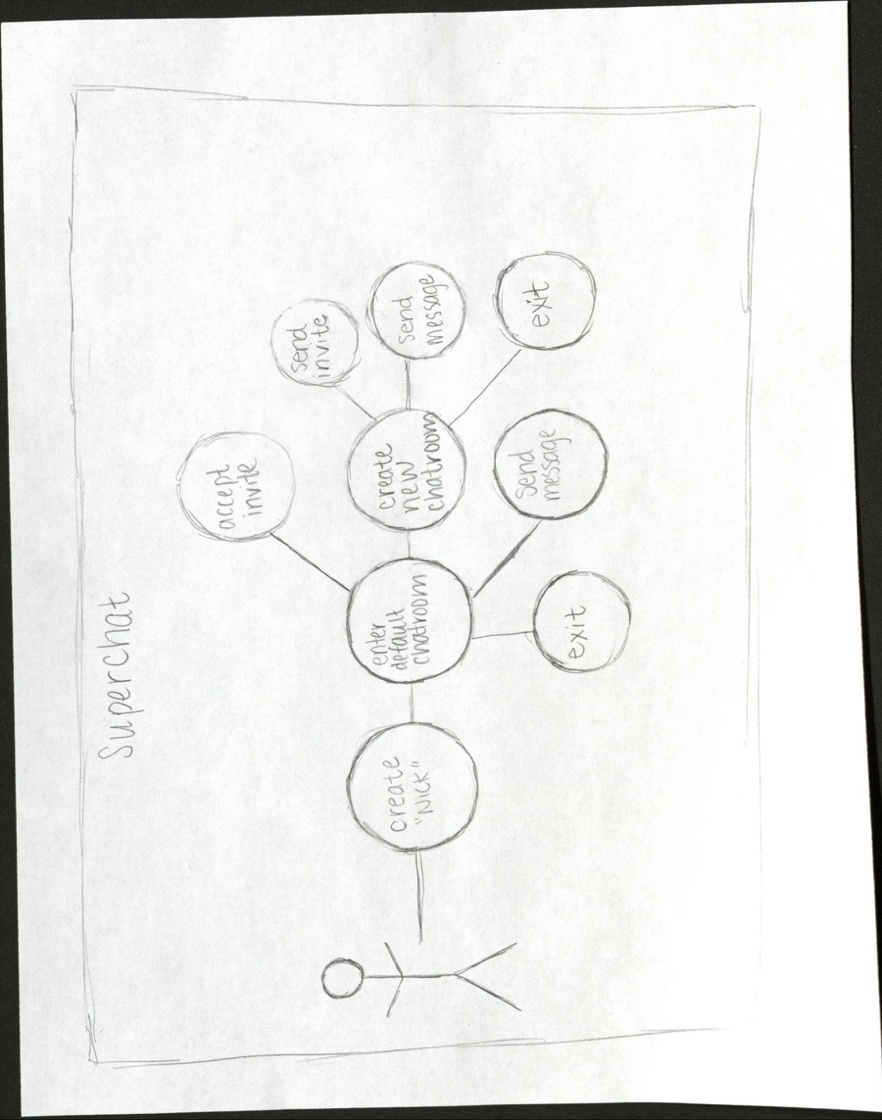 Superchat
create
"Nick"
enter
default
chatroom
accept
invite
create
new
chatroom
send
invite
send
message
exit
send
message
exit